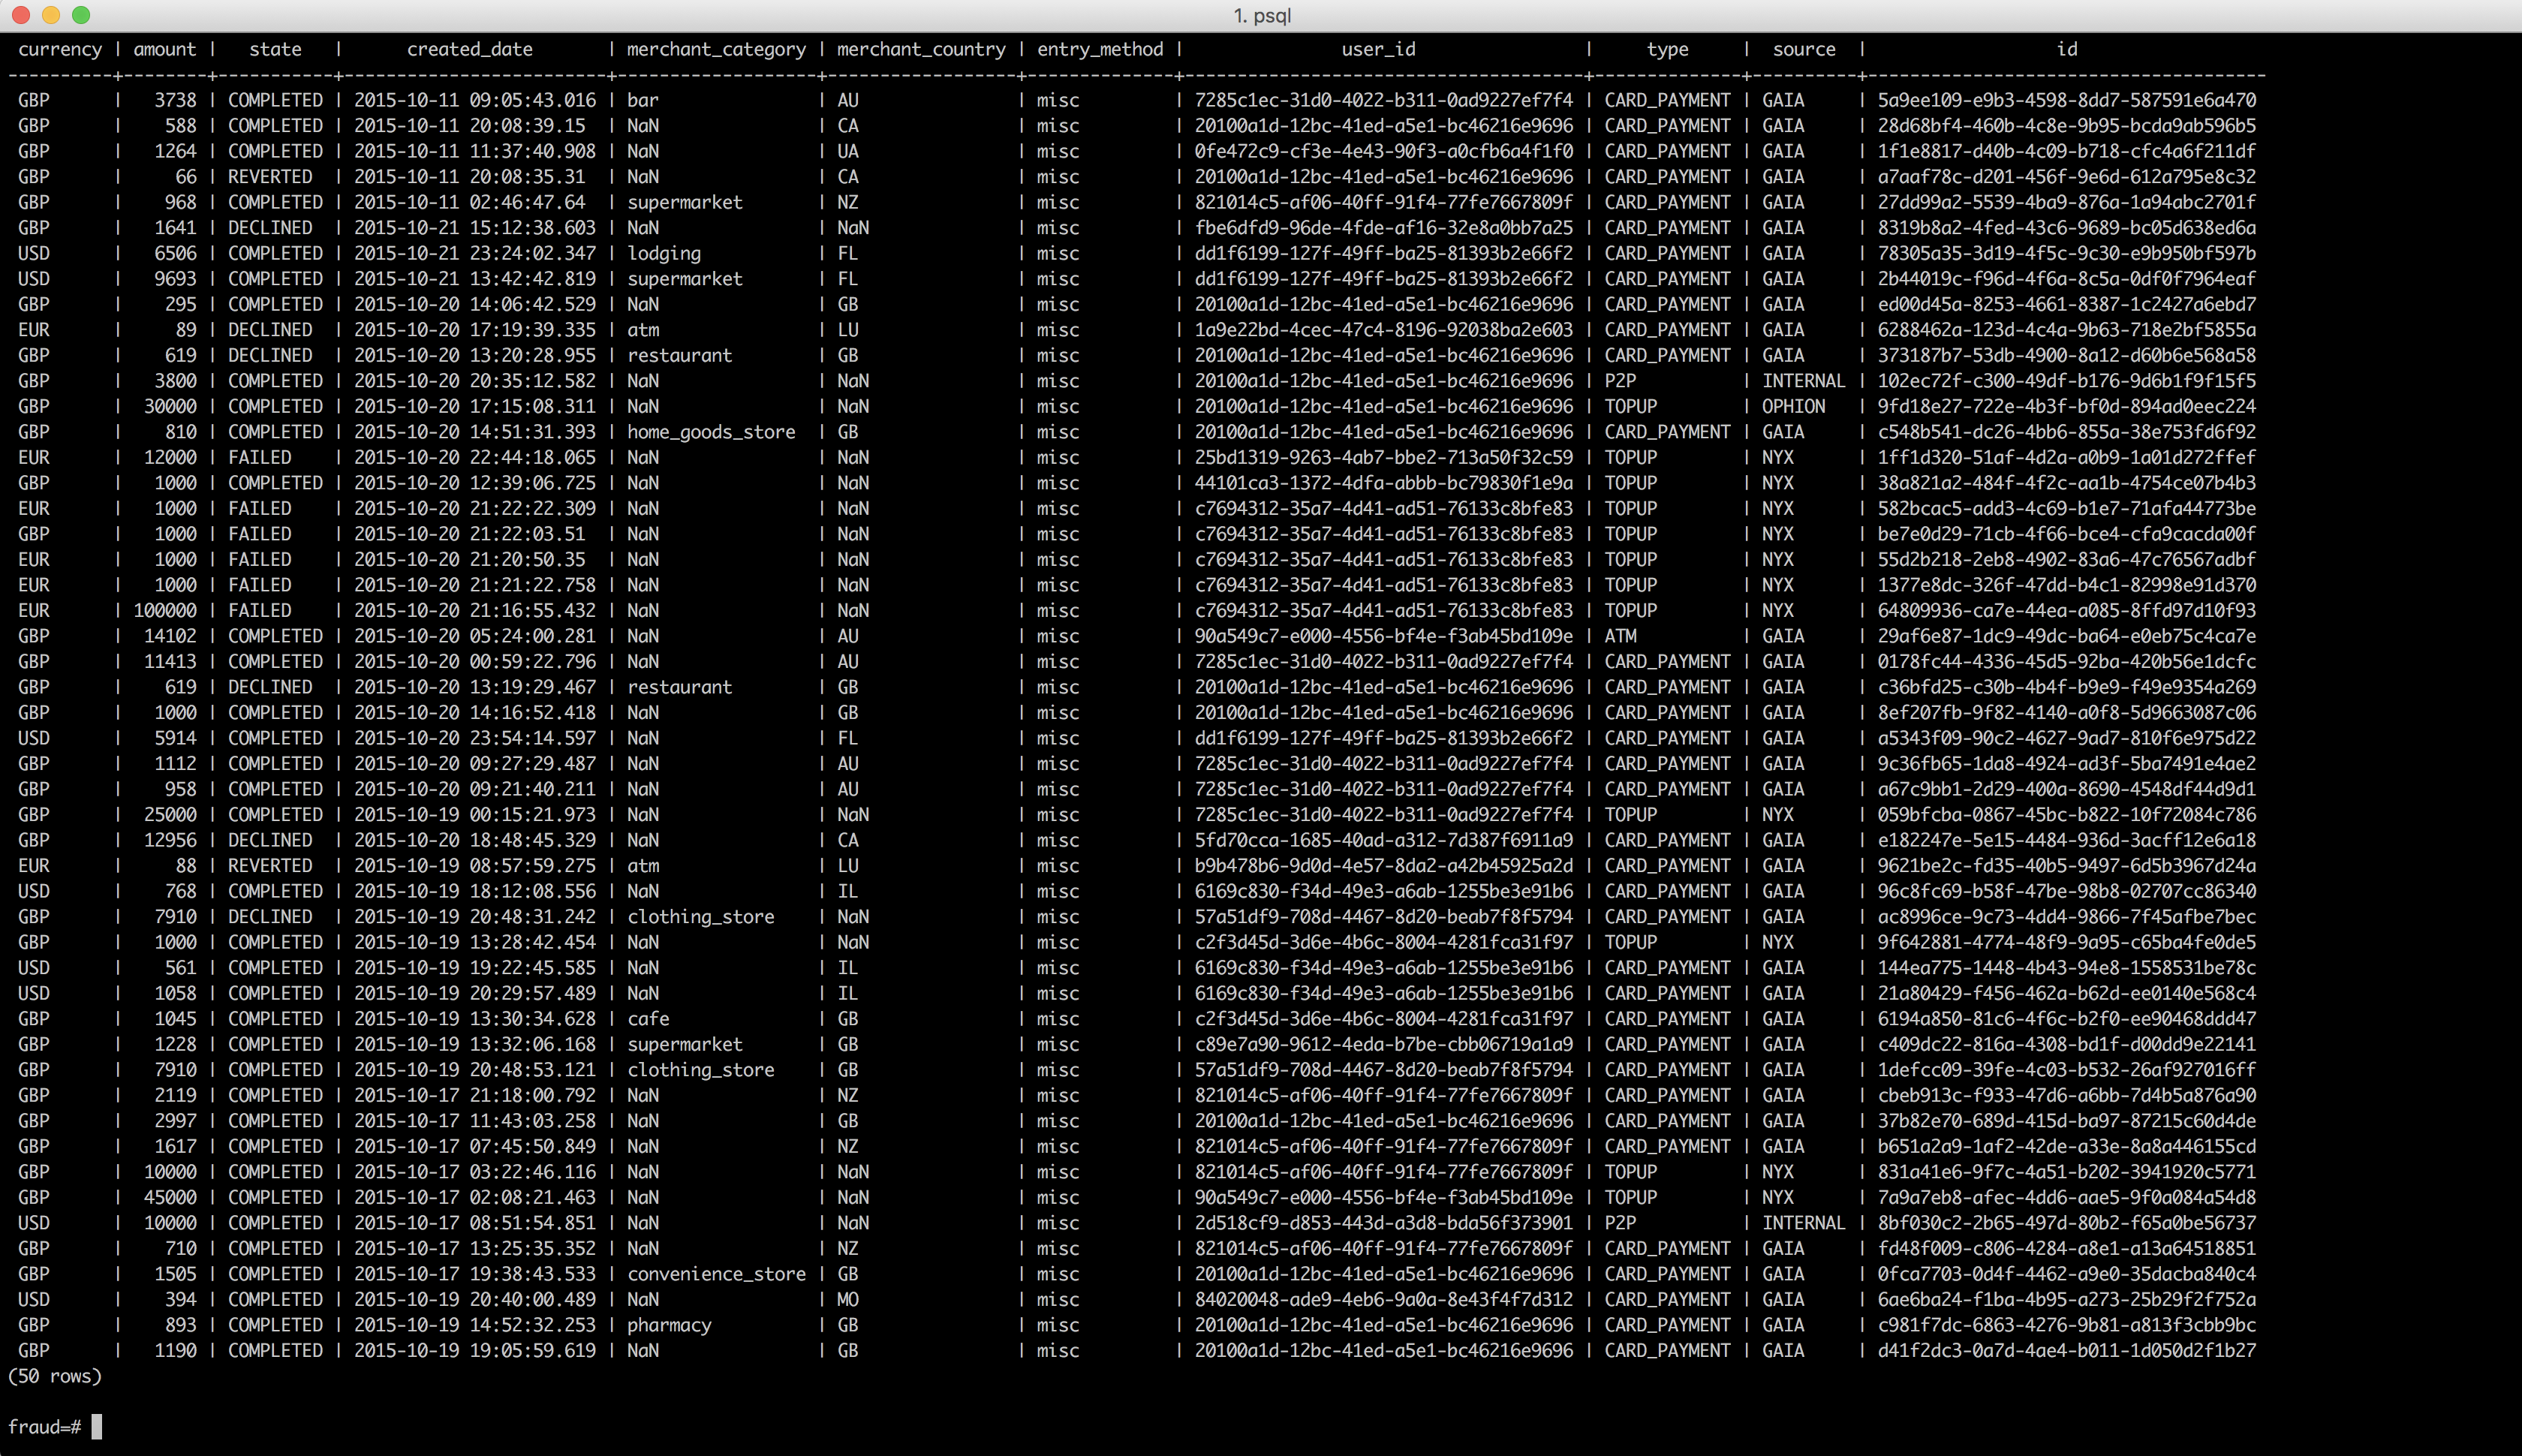 1. psql
currency | amount | state | created_date | merchant_category | merchant_country | entry_method | user_id | type | source | id
----------+--------+-----------+-------------------------+-------------------+------------------+--------------+--------------------------------------+--------------+----------+--------------------------------------
GBP | 3738 | COMPLETED | 2015-10-11 09:05:43.016 | bar | AU | misc | 7285c1ec-31d0-4022-b311-0ad9227ef7f4 | CARD_PAYMENT | GAIA | 5a9ee109-e9b3-4598-8dd7-587591e6a470
GBP | 588 | COMPLETED | 2015-10-11 20:08:39.15 | NaN | CA | misc | 20100a1d-12bc-41ed-a5e1-bc46216e9696 | CARD_PAYMENT | GAIA | 28d68bf4-460b-4c8e-9b95-bcda9ab596b5
GBP | 1264 | COMPLETED | 2015-10-11 11:37:40.908 | NaN | UA | misc | 0fe472c9-cf3e-4e43-90f3-a0cfb6a4f1f0 | CARD_PAYMENT | GAIA | 1f1e8817-d40b-4c09-b718-cfc4a6f211df
GBP | 66 | REVERTED | 2015-10-11 20:08:35.31 | NaN | CA | misc | 20100a1d-12bc-41ed-a5e1-bc46216e9696 | CARD_PAYMENT | GAIA | a7aaf78c-d201-456f-9e6d-612a795e8c32
GBP | 968 | COMPLETED | 2015-10-11 02:46:47.64 | supermarket | NZ | misc | 821014c5-af06-40ff-91f4-77fe7667809f | CARD_PAYMENT | GAIA | 27dd99a2-5539-4ba9-876a-1a94abc2701f
GBP | 1641 | DECLINED | 2015-10-21 15:12:38.603 | NaN | NaN | misc | fbe6dfd9-96de-4fde-af16-32e8a0bb7a25 | CARD_PAYMENT | GAIA | 8319b8a2-4fed-43c6-9689-bc05d638ed6a
USD | 6506 | COMPLETED | 2015-10-21 23:24:02.347 | lodging | FL | misc | dd1f6199-127f-49ff-ba25-81393b2e66f2 | CARD_PAYMENT | GAIA | 78305a35-3d19-4f5c-9c30-e9b950bf597b
USD | 9693 | COMPLETED | 2015-10-21 13:42:42.819 | supermarket | FL | misc | dd1f6199-127f-49ff-ba25-81393b2e66f2 | CARD_PAYMENT | GAIA | 2b44019c-f96d-4f6a-8c5a-0df0f7964eaf
GBP | 295 | COMPLETED | 2015-10-20 14:06:42.529 | NaN | GB | misc | 20100a1d-12bc-41ed-a5e1-bc46216e9696 | CARD_PAYMENT | GAIA | ed00d45a-8253-4661-8387-1c2427a6ebd7
EUR | 89 | DECLINED | 2015-10-20 17:19:39.335 | atm | LU | misc | 1a9e22bd-4cec-47c4-8196-92038ba2e603 | CARD_PAYMENT | GAIA | 6288462a-123d-4c4a-9b63-718e2bf5855a
GBP | 619 | DECLINED | 2015-10-20 13:20:28.955 | restaurant | GB | misc | 20100a1d-12bc-41ed-a5e1-bc46216e9696 | CARD_PAYMENT | GAIA | 373187b7-53db-4900-8a12-d60b6e568a58
GBP | 3800 | COMPLETED | 2015-10-20 20:35:12.582 | NaN | NaN | misc | 20100a1d-12bc-41ed-a5e1-bc46216e9696 | P2P | INTERNAL | 102ec72f-c300-49df-b176-9d6b1f9f15f5
GBP | 30000 | COMPLETED | 2015-10-20 17:15:08.311 | NaN | NaN | misc | 20100a1d-12bc-41ed-a5e1-bc46216e9696 | TOPUP | OPHION | 9fd18e27-722e-4b3f-bf0d-894ad0eec224
GBP | 810 | COMPLETED | 2015-10-20 14:51:31.393 | home_goods_store | GB | misc | 20100a1d-12bc-41ed-a5e1-bc46216e9696 | CARD_PAYMENT | GAIA | c548b541-dc26-4bb6-855a-38e753fd6f92
EUR | 12000 | FAILED | 2015-10-20 22:44:18.065 | NaN | NaN | misc | 25bd1319-9263-4ab7-bbe2-713a50f32c59 | TOPUP | NYX | 1ff1d320-51af-4d2a-a0b9-1a01d272ffef
GBP | 1000 | COMPLETED | 2015-10-20 12:39:06.725 | NaN | NaN | misc | 44101ca3-1372-4dfa-abbb-bc79830f1e9a | TOPUP | NYX | 38a821a2-484f-4f2c-aa1b-4754ce07b4b3
EUR | 1000 | FAILED | 2015-10-20 21:22:22.309 | NaN | NaN | misc | c7694312-35a7-4d41-ad51-76133c8bfe83 | TOPUP | NYX | 582bcac5-add3-4c69-b1e7-71afa44773be
GBP | 1000 | FAILED | 2015-10-20 21:22:03.51 | NaN | NaN | misc | c7694312-35a7-4d41-ad51-76133c8bfe83 | TOPUP | NYX | be7e0d29-71cb-4f66-bce4-cfa9cacda00f
EUR | 1000 | FAILED | 2015-10-20 21:20:50.35 | NaN | NaN | misc | c7694312-35a7-4d41-ad51-76133c8bfe83 | TOPUP | NYX | 55d2b218-2eb8-4902-83a6-47c76567adbf
EUR | 1000 | FAILED | 2015-10-20 21:21:22.758 | NaN | NaN | misc | c7694312-35a7-4d41-ad51-76133c8bfe83 | TOPUP | NYX | 1377e8dc-326f-47dd-b4c1-82998e91d370
EUR | 100000 | FAILED | 2015-10-20 21:16:55.432 | NaN | NaN | misc | c7694312-35a7-4d41-ad51-76133c8bfe83 | TOPUP | NYX | 64809936-ca7e-44ea-a085-8ffd97d10f93
GBP | 14102 | COMPLETED | 2015-10-20 05:24:00.281 | NaN | AU | misc | 90a549c7-e000-4556-bf4e-f3ab45bd109e | ATM | GAIA | 29af6e87-1dc9-49dc-ba64-e0eb75c4ca7e
GBP | 11413 | COMPLETED | 2015-10-20 00:59:22.796 | NaN | AU | misc | 7285c1ec-31d0-4022-b311-0ad9227ef7f4 | CARD_PAYMENT | GAIA | 0178fc44-4336-45d5-92ba-420b56e1dcfc
GBP | 619 | DECLINED | 2015-10-20 13:19:29.467 | restaurant | GB | misc | 20100a1d-12bc-41ed-a5e1-bc46216e9696 | CARD_PAYMENT | GAIA | c36bfd25-c30b-4b4f-b9e9-f49e9354a269
GBP | 1000 | COMPLETED | 2015-10-20 14:16:52.418 | NaN | GB | misc | 20100a1d-12bc-41ed-a5e1-bc46216e9696 | CARD_PAYMENT | GAIA | 8ef207fb-9f82-4140-a0f8-5d9663087c06
USD | 5914 | COMPLETED | 2015-10-20 23:54:14.597 | NaN | FL | misc | dd1f6199-127f-49ff-ba25-81393b2e66f2 | CARD_PAYMENT | GAIA | a5343f09-90c2-4627-9ad7-810f6e975d22
GBP | 1112 | COMPLETED | 2015-10-20 09:27:29.487 | NaN | AU | misc | 7285c1ec-31d0-4022-b311-0ad9227ef7f4 | CARD_PAYMENT | GAIA | 9c36fb65-1da8-4924-ad3f-5ba7491e4ae2
GBP | 958 | COMPLETED | 2015-10-20 09:21:40.211 | NaN | AU | misc | 7285c1ec-31d0-4022-b311-0ad9227ef7f4 | CARD_PAYMENT | GAIA | a67c9bb1-2d29-400a-8690-4548df44d9d1
GBP | 25000 | COMPLETED | 2015-10-19 00:15:21.973 | NaN | NaN | misc | 7285c1ec-31d0-4022-b311-0ad9227ef7f4 | TOPUP | NYX | 059bfcba-0867-45bc-b822-10f72084c786
GBP | 12956 | DECLINED | 2015-10-20 18:48:45.329 | NaN | CA | misc | 5fd70cca-1685-40ad-a312-7d387f6911a9 | CARD_PAYMENT | GAIA | e182247e-5e15-4484-936d-3acff12e6a18
EUR | 88 | REVERTED | 2015-10-19 08:57:59.275 | atm | LU | misc | b9b478b6-9d0d-4e57-8da2-a42b45925a2d | CARD_PAYMENT | GAIA | 9621be2c-fd35-40b5-9497-6d5b3967d24a
USD | 768 | COMPLETED | 2015-10-19 18:12:08.556 | NaN | IL | misc | 6169c830-f34d-49e3-a6ab-1255be3e91b6 | CARD_PAYMENT | GAIA | 96c8fc69-b58f-47be-98b8-02707cc86340
GBP | 7910 | DECLINED | 2015-10-19 20:48:31.242 | clothing_store | NaN | misc | 57a51df9-708d-4467-8d20-beab7f8f5794 | CARD_PAYMENT | GAIA | ac8996ce-9c73-4dd4-9866-7f45afbe7bec
GBP | 1000 | COMPLETED | 2015-10-19 13:28:42.454 | NaN | NaN | misc | c2f3d45d-3d6e-4b6c-8004-4281fca31f97 | TOPUP | NYX | 9f642881-4774-48f9-9a95-c65ba4fe0de5
USD | 561 | COMPLETED | 2015-10-19 19:22:45.585 | NaN | IL | misc | 6169c830-f34d-49e3-a6ab-1255be3e91b6 | CARD_PAYMENT | GAIA | 144ea775-1448-4b43-94e8-1558531be78c
USD | 1058 | COMPLETED | 2015-10-19 20:29:57.489 | NaN | IL | misc | 6169c830-f34d-49e3-a6ab-1255be3e91b6 | CARD_PAYMENT | GAIA | 21a80429-f456-462a-b62d-ee0140e568c4
GBP | 1045 | COMPLETED | 2015-10-19 13:30:34.628 | cafe | GB | misc | c2f3d45d-3d6e-4b6c-8004-4281fca31f97 | CARD_PAYMENT | GAIA | 6194a850-81c6-4f6c-b2f0-ee90468ddd47
GBP | 1228 | COMPLETED | 2015-10-19 13:32:06.168 | supermarket | GB | misc | c89e7a90-9612-4eda-b7be-cbb06719a1a9 | CARD_PAYMENT | GAIA | c409dc22-816a-4308-bd1f-d00dd9e22141
GBP | 7910 | COMPLETED | 2015-10-19 20:48:53.121 | clothing_store | GB | misc | 57a51df9-708d-4467-8d20-beab7f8f5794 | CARD_PAYMENT | GAIA | 1defcc09-39fe-4c03-b532-26af927016ff
GBP | 2119 | COMPLETED | 2015-10-17 21:18:00.792 | NaN | NZ | misc | 821014c5-af06-40ff-91f4-77fe7667809f | CARD_PAYMENT | GAIA | cbeb913c-f933-47d6-a6bb-7d4b5a876a90
GBP | 2997 | COMPLETED | 2015-10-17 11:43:03.258 | NaN | GB | misc | 20100a1d-12bc-41ed-a5e1-bc46216e9696 | CARD_PAYMENT | GAIA | 37b82e70-689d-415d-ba97-87215c60d4de
GBP | 1617 | COMPLETED | 2015-10-17 07:45:50.849 | NaN | NZ | misc | 821014c5-af06-40ff-91f4-77fe7667809f | CARD_PAYMENT | GAIA | b651a2a9-1af2-42de-a33e-8a8a446155cd
GBP | 10000 | COMPLETED | 2015-10-17 03:22:46.116 | NaN | NaN | misc | 821014c5-af06-40ff-91f4-77fe7667809f | TOPUP | NYX | 831a41e6-9f7c-4a51-b202-3941920c5771
GBP | 45000 | COMPLETED | 2015-10-17 02:08:21.463 | NaN | NaN | misc | 90a549c7-e000-4556-bf4e-f3ab45bd109e | TOPUP | NYX | 7a9a7eb8-afec-4dd6-aae5-9f0a084a54d8
USD | 10000 | COMPLETED | 2015-10-17 08:51:54.851 | NaN | NaN | misc | 2d518cf9-d853-443d-a3d8-bda56f373901 | P2P | INTERNAL | 8bf030c2-2b65-497d-80b2-f65a0be56737
GBP | 710 | COMPLETED | 2015-10-17 13:25:35.352 | NaN | NZ | misc | 821014c5-af06-40ff-91f4-77fe7667809f | CARD_PAYMENT | GAIA | fd48f009-c806-4284-a8e1-a13a64518851
GBP | 1505 | COMPLETED | 2015-10-17 19:38:43.533 | convenience_store | GB | misc | 20100a1d-12bc-41ed-a5e1-bc46216e9696 | CARD_PAYMENT | GAIA | 0fca7703-0d4f-4462-a9e0-35dacba840c4
USD | 394 | COMPLETED | 2015-10-19 20:40:00.489 | NaN | MO | misc | 84020048-ade9-4eb6-9a0a-8e43f4f7d312 | CARD_PAYMENT | GAIA | 6ae6ba24-f1ba-4b95-a273-25b29f2f752a
GBP | 893 | COMPLETED | 2015-10-19 14:52:32.253 | pharmacy | GB | misc | 20100a1d-12bc-41ed-a5e1-bc46216e9696 | CARD_PAYMENT | GAIA | c981f7dc-6863-4276-9b81-a813f3cbb9bc
GBP | 1190 | COMPLETED | 2015-10-19 19:05:59.619 | NaN | GB | misc | 20100a1d-12bc-41ed-a5e1-bc46216e9696 | CARD_PAYMENT | GAIA | d41f2dc3-0a7d-4ae4-b011-1d050d2f1b27
(50 rows)
fraud=#